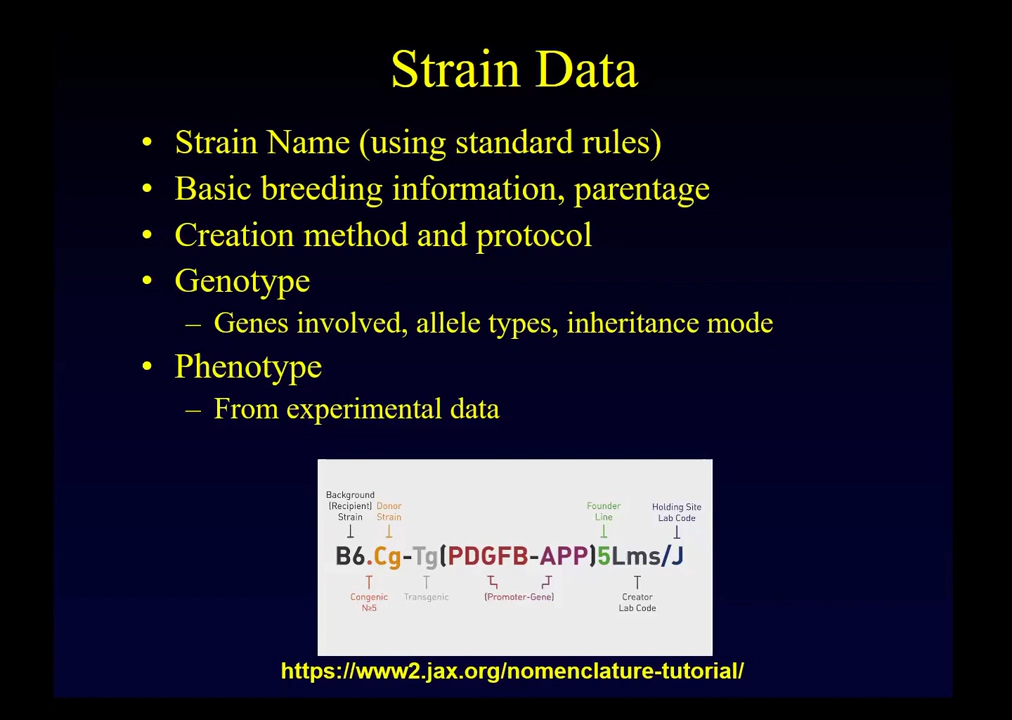 Strain Data
• Strain Name (using standard rules)
• Basic breeding information, parentage
• Creation method and protocol
• Genotype
– Genes involved, allele types, inheritance mode
• Phenotype
– From experimental data
Background
(Recipient)
Strain
Donor
Strain
Founder
Line
Holding Site
Lab Code
B6.Cg-Tg(PDGFB-APP)5Lms/J
Congenic
N≥5
Transgenic
(Promoter-Gene)
Creator
Lab Code
https://www2.jax.org/nomenclature-tutorial/